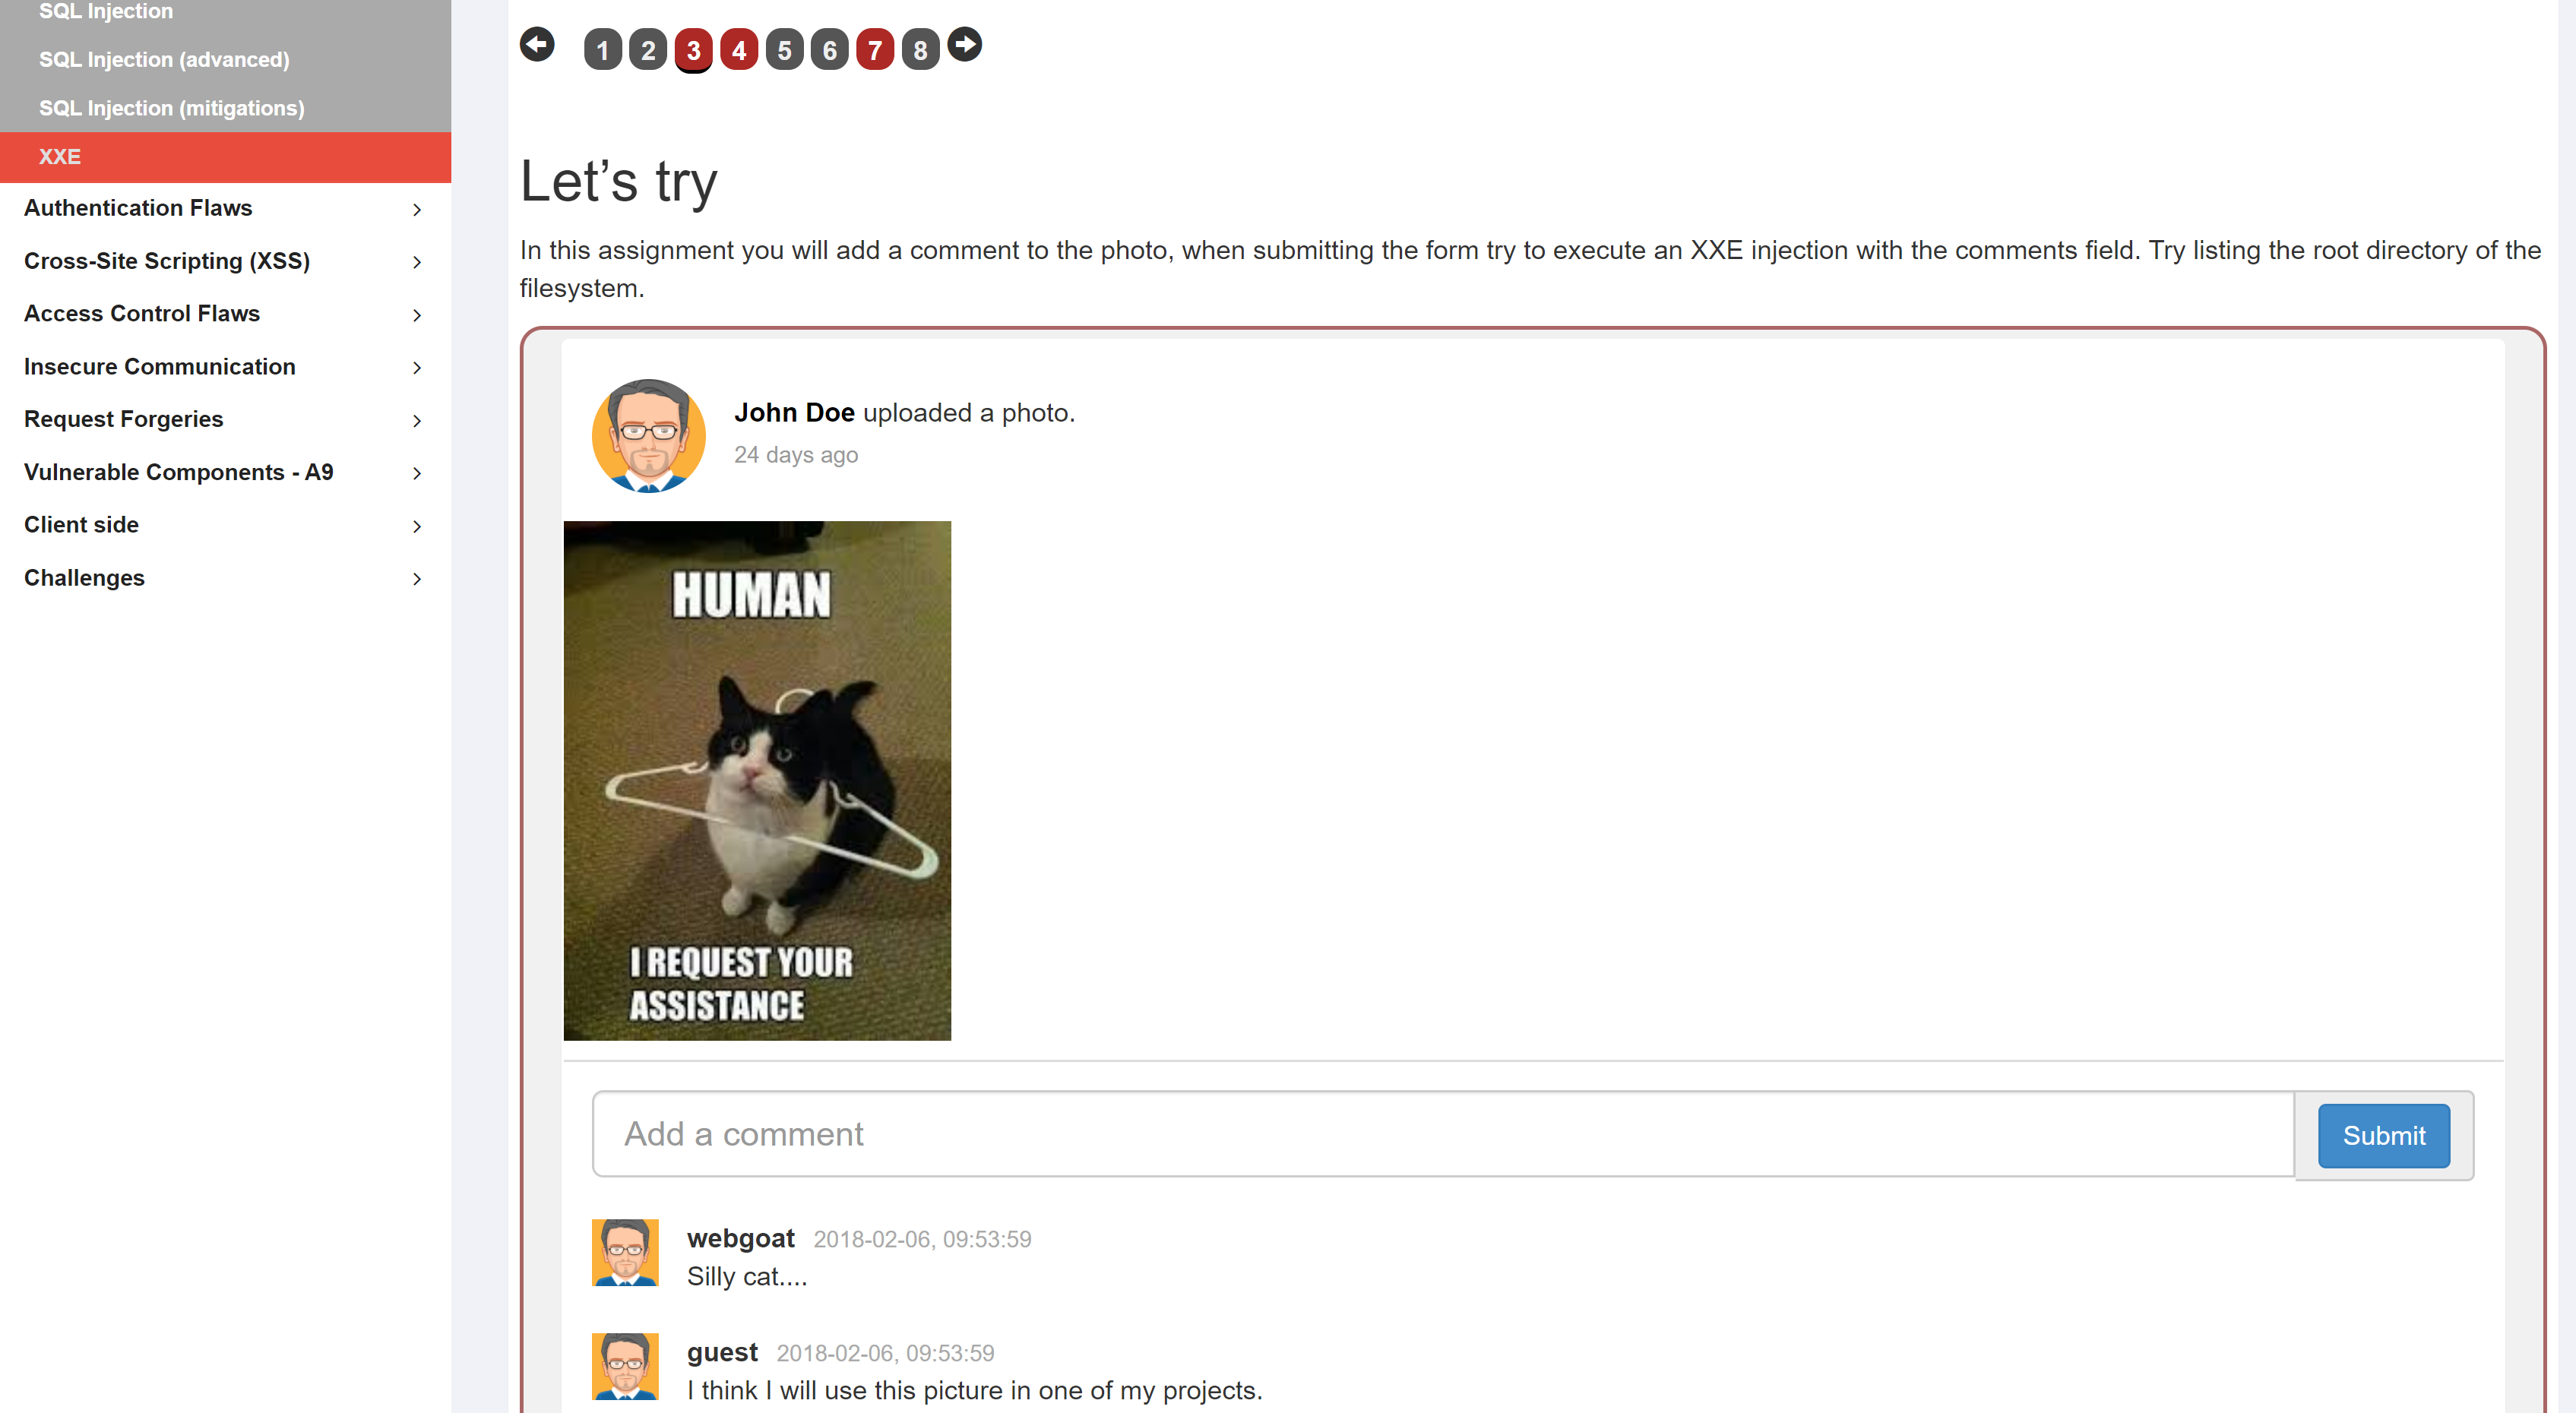 SQL Injection
SQL Injection (advanced)
SQL Injection (mitigations)
XXE
Authentication Flaws
Cross-Site Scripting (XSS)
Access Control Flaws
Insecure Communication
Request Forgeries
Vulnerable Components - A9
Client side
Challenges
1 2 3 4 5 6 7 8
Let’s try
In this assignment you will add a comment to the photo, when submitting the form try to execute an XXE injection with the comments field. Try listing the root directory of the
filesystem.
John Doe uploaded a photo.
24 days ago
HUMAN
I REQUEST YOUR
ASSISTANCE
Add a comment
Submit
webgoat 2018-02-06, 09:53:59
Silly cat....
guest 2018-02-06, 09:53:59
I think I will use this picture in one of my projects.